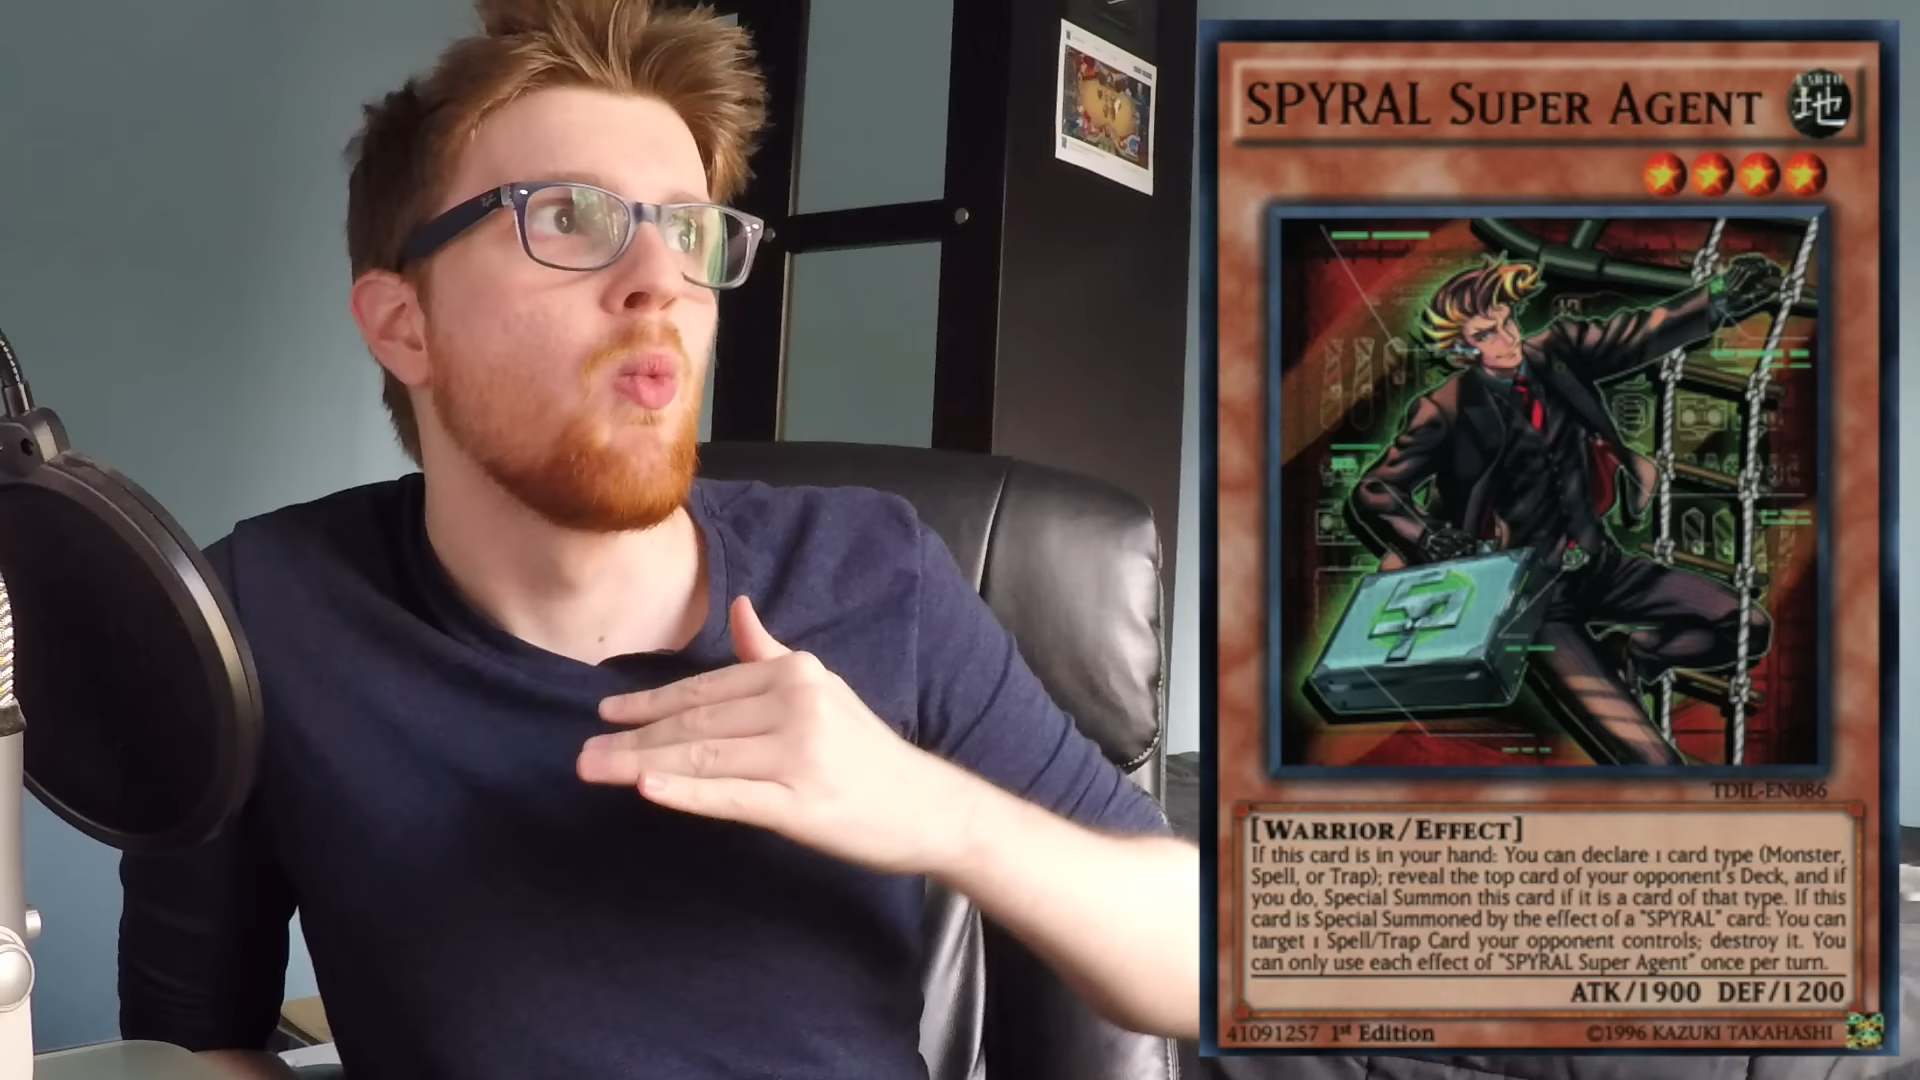 SPYRAL SUPER AGENT
EARTH
地
TDIL-EN086
[WARRIOR/EFFECT]
If this card is in your hand: You can declare 1 card type (Monster,
Spell, or Trap); reveal the top card of your opponent's Deck, and if
you do, Special Summon this card if it is a card of that type. If this
card is Special Summoned by the effect of a "SPYRAL" card: You can
target 1 Spell/Trap Card your opponent controls; destroy it. You
can only use each effect of "SPYRAL Super Agent" once per turn.
ATK/1900 DEF/1200
41091257 1st Edition ©1996 KAZUKI TAKAHASHI